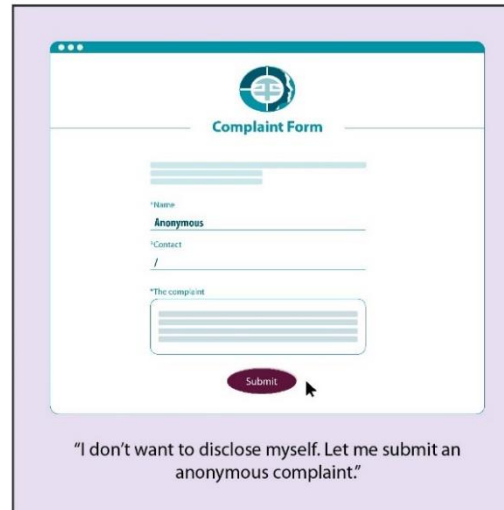 Complaint Form
*Name
Anonymous
*Contact
/
*The complaint
Submit
"I don't want to disclose myself. Let me submit an
anonymous complaint."